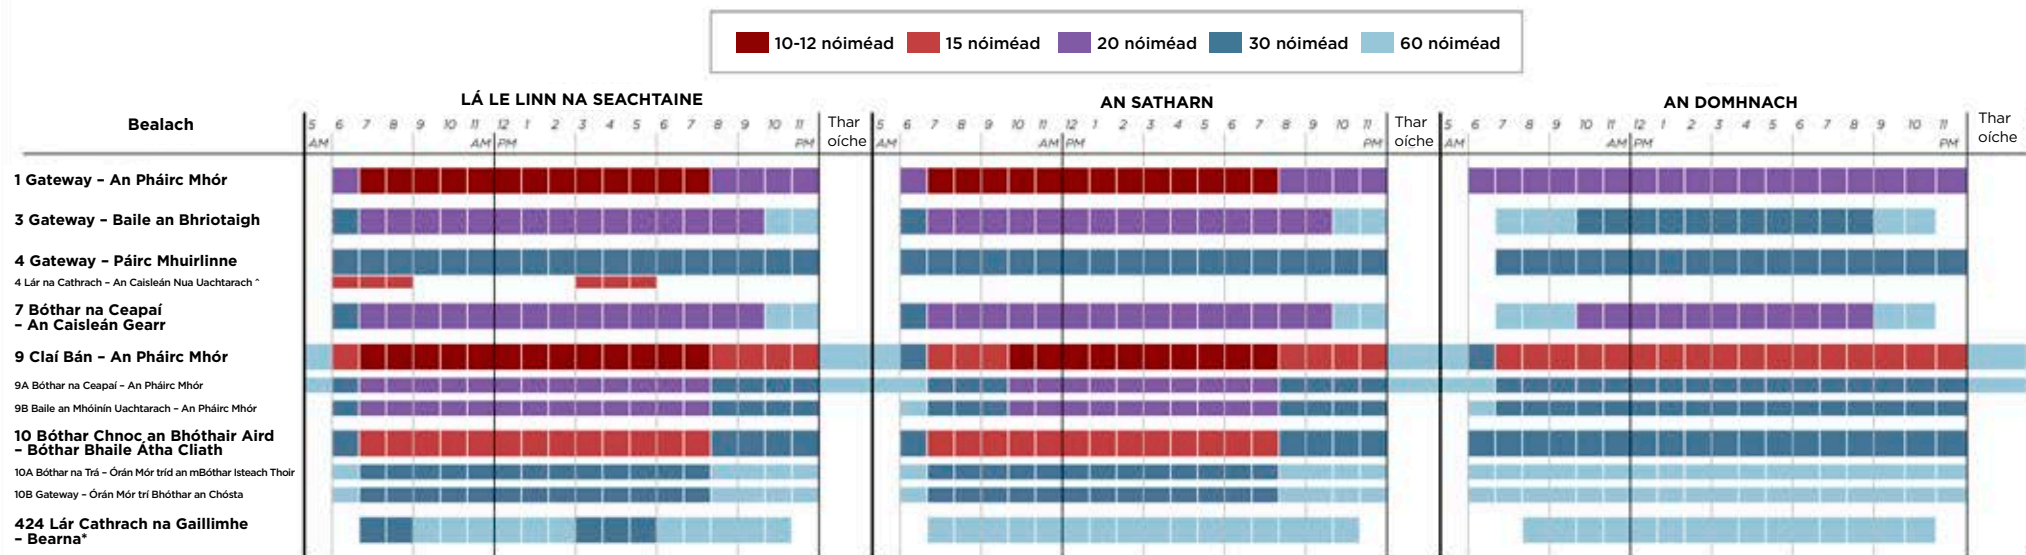 10-12 nóiméad 15 nóiméad 20 nóiméad 30 nóiméad 60 nóiméad
LÁ LE LINN NA SEACHTAINE AN SATHARN AN DOMHNACH
Bealach 5 6 7 8 9 10 11 12 1 2 3 4 5 6 7 8 9 10 11 Thar 5 6 7 8 9 10 11 12 1 2 3 4 5 6 7 8 9 10 11 Thar 5 6 7 8 9 10 11 12 1 2 3 4 5 6 7 8 9 10 11 Thar
AM AM PM PM oíche AM AM PM PM oíche AM AM PM PM oíche
1 Gateway – An Pháirc Mhór
3 Gateway – Baile an Bhriotaigh
4 Gateway – Páirc Mhuirlinne
4 Lár na Cathrach – An Caisleán Nua Uachtarach ^
7 Bóthar na Ceapaí
– An Caisleán Gearr
9 Claí Bán – An Pháirc Mhór
9A Bóthar na Ceapaí – An Pháirc Mhór
9B Baile an Mhóinín Uachtarach – An Pháirc Mhór
10 Bóthar Chnoc an Bhóthair Aird
– Bóthar Bhaile Átha Cliath
10A Bóthar na Trá – Órán Mór tríd an mBóthar Isteach Thoir
10B Gateway – Órán Mór trí Bhóthar an Chósta
424 Lár Cathrach na Gaillimhe
– Bearna*